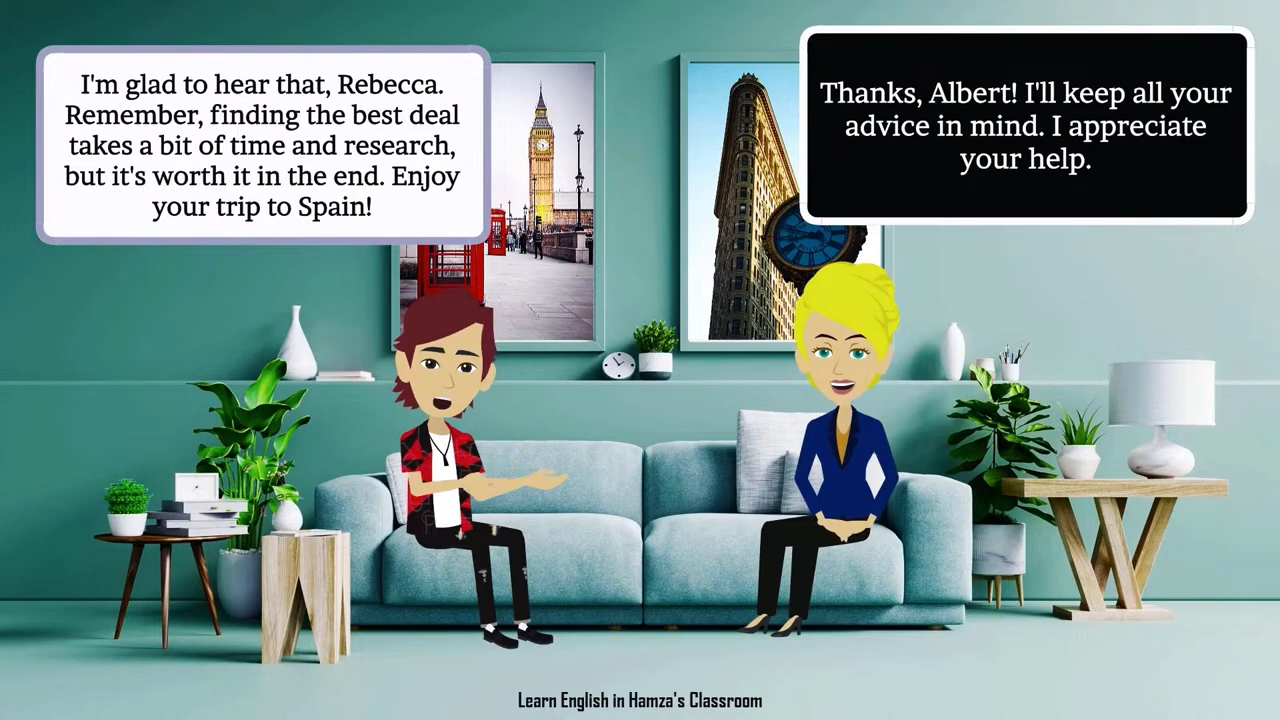 I'm glad to hear that, Rebecca.
Remember, finding the best deal
takes a bit of time and research,
but it's worth it in the end. Enjoy
your trip to Spain!
Thanks, Albert! I'll keep all your
advice in mind. I appreciate
your help.
Learn English in Hamza's Classroom